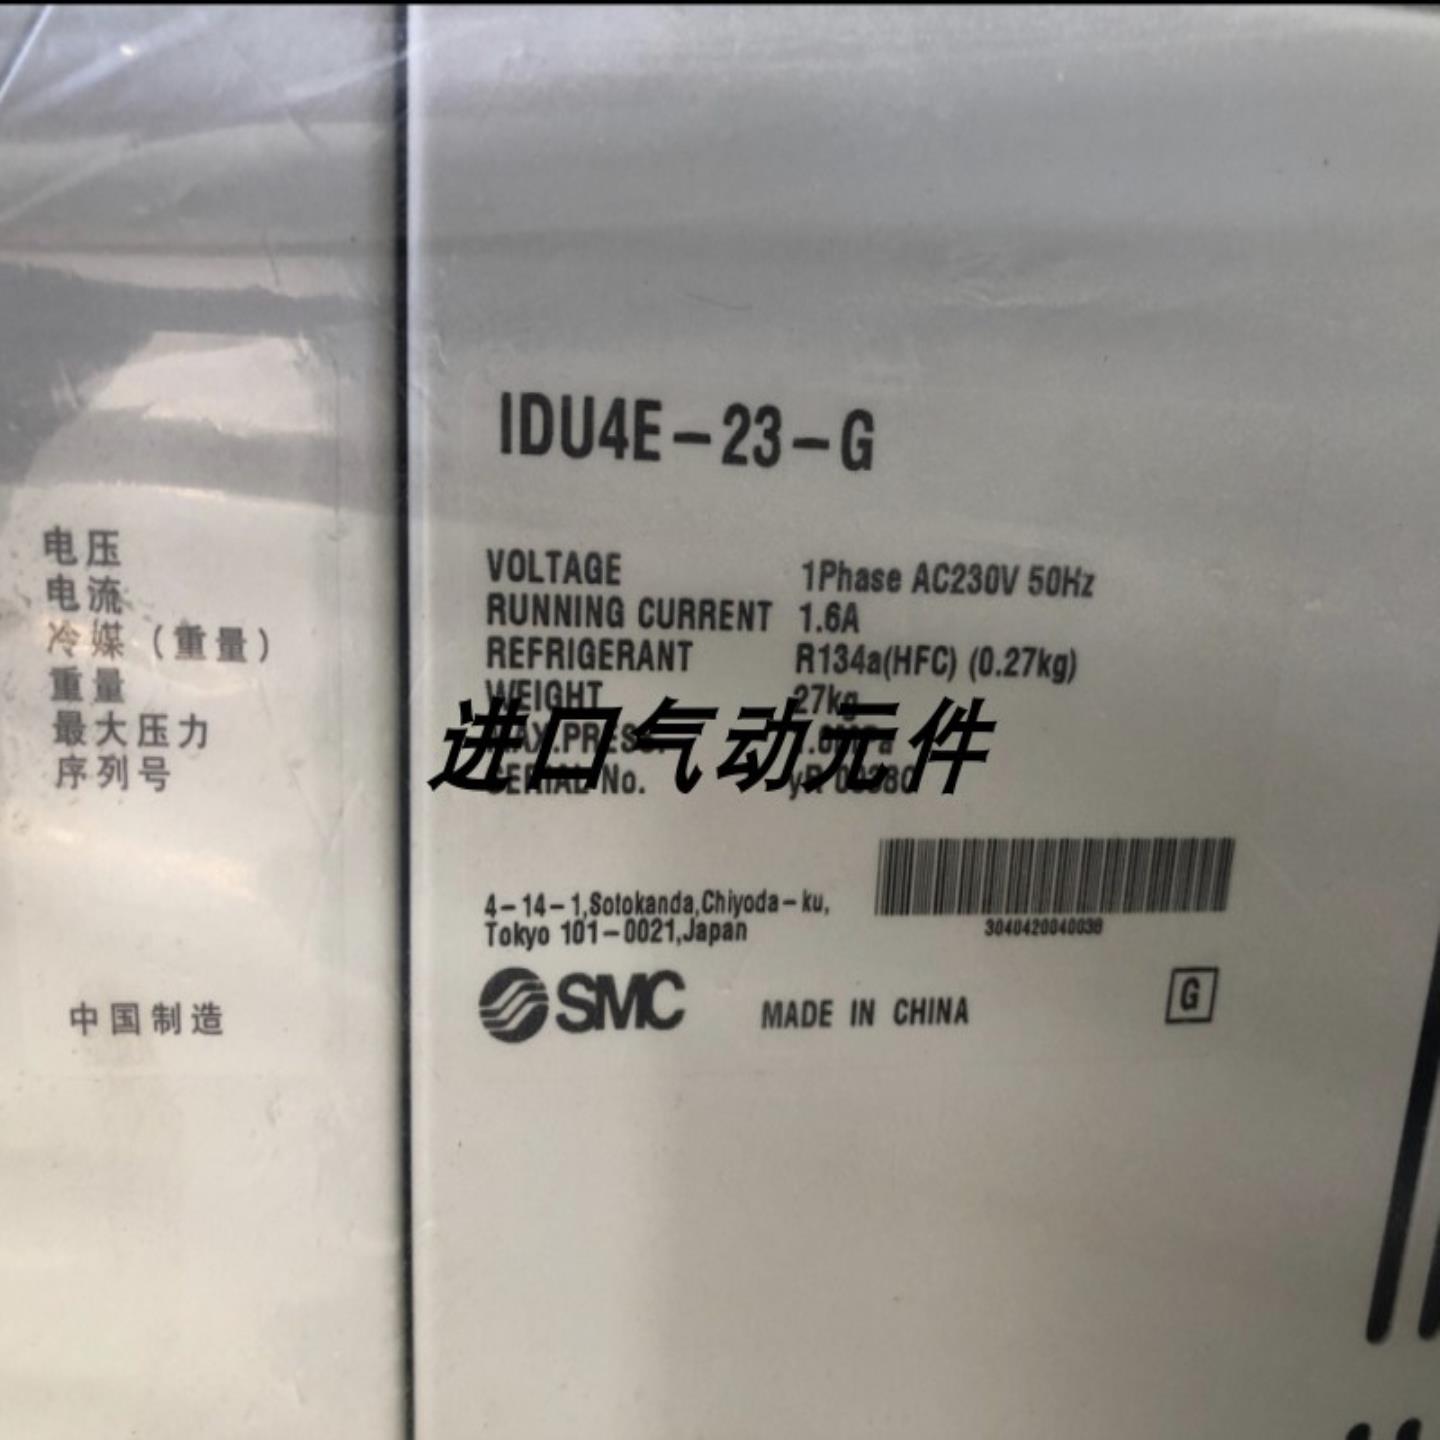 IDU4E-23-G
电压
电流
冷媒（重量）
重量
最大压力
序列号
中国制造
VOLTAGE 1Phase AC230V 50Hz
RUNNING CURRENT 1.6A
REFRIGERANT R134a(HFC) (0.27kg)
WEIGHT 27kg
进口气动元件
MAX.PRESS.
SERIAL No.
3040420040038
4-14-1,Sotokanda,Chiyoda-ku,
Tokyo 101-0021,Japan
SMC MADE IN CHINA G